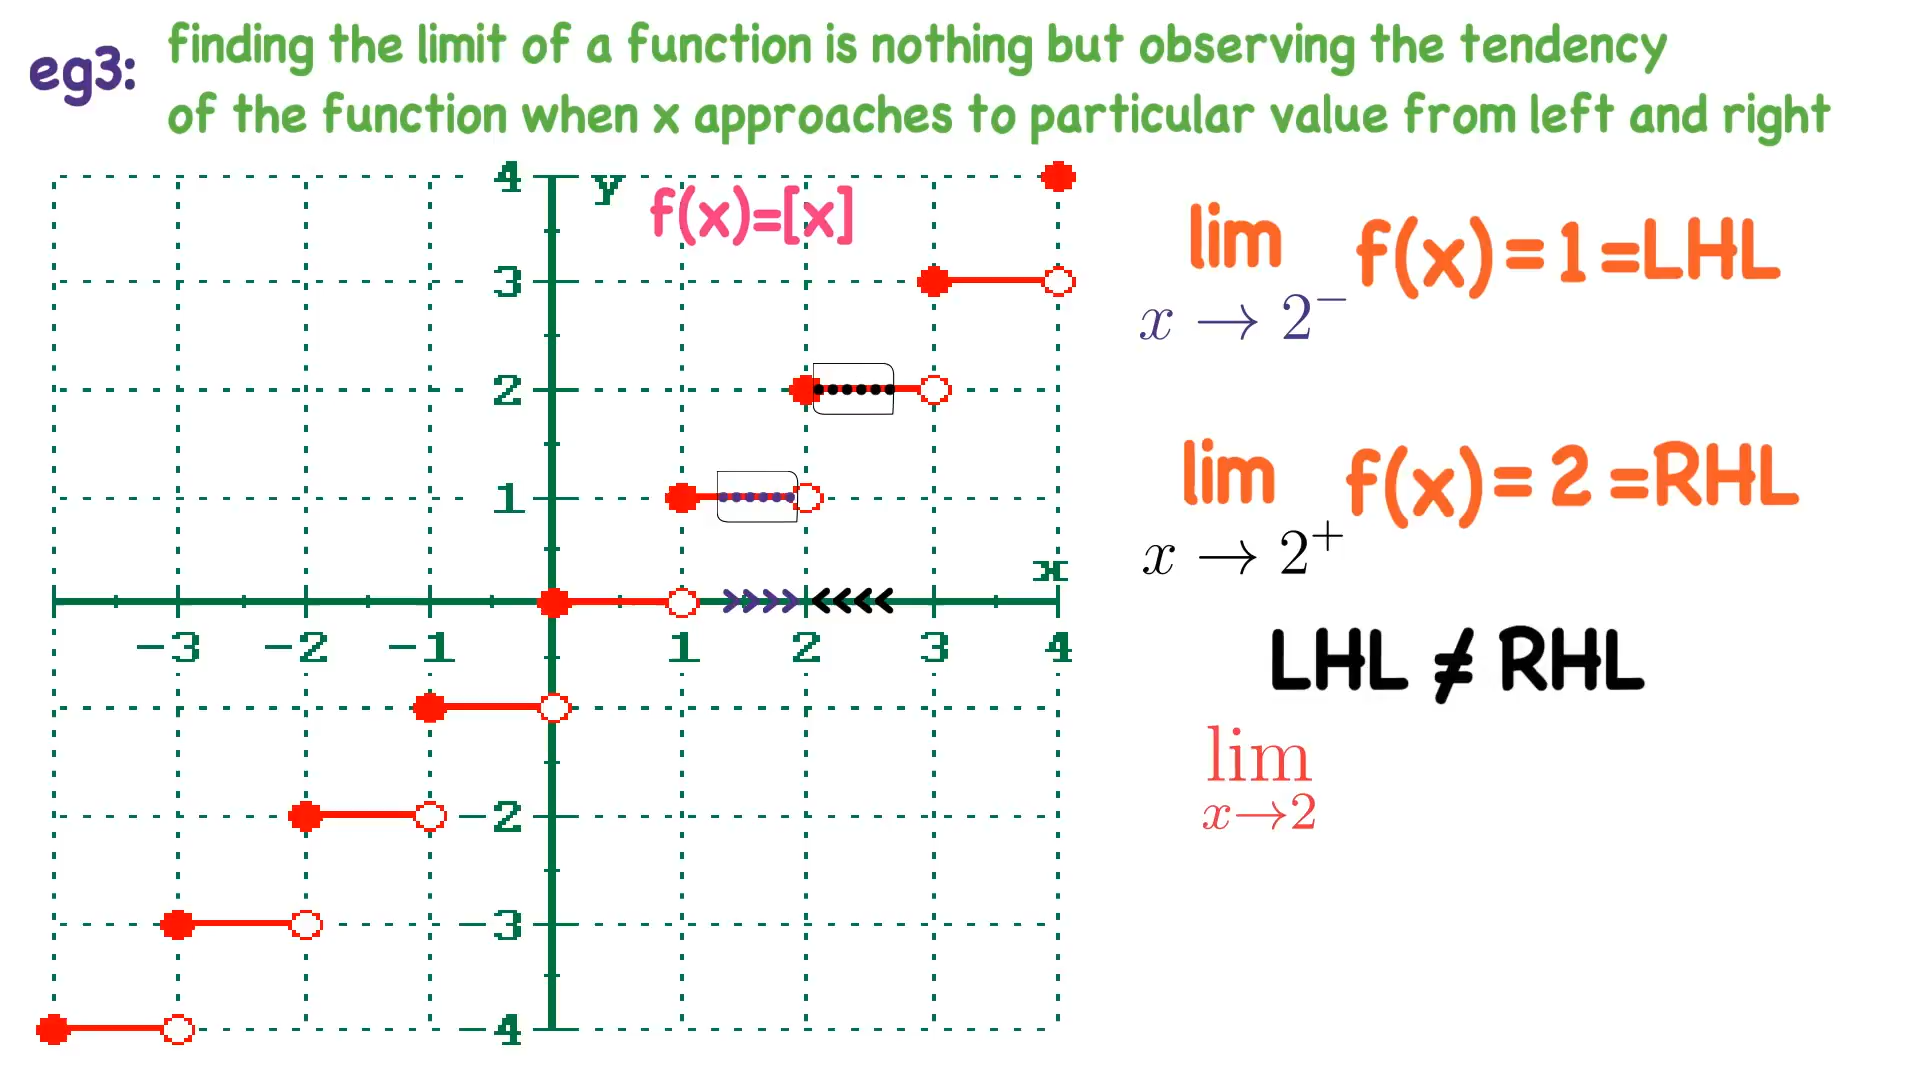 eg3:
finding the limit of a function is nothing but observing the tendency
of the function when x approaches to particular value from left and right
4
y
f(x)=[x]
3
2
1
x
−3 −2 −1 1 2 3 4
−2
−3
−4
lim f(x) = 1 = LHL
x → 2⁻
lim f(x) = 2 = RHL
x → 2⁺
LHL ≠ RHL
lim
x→2